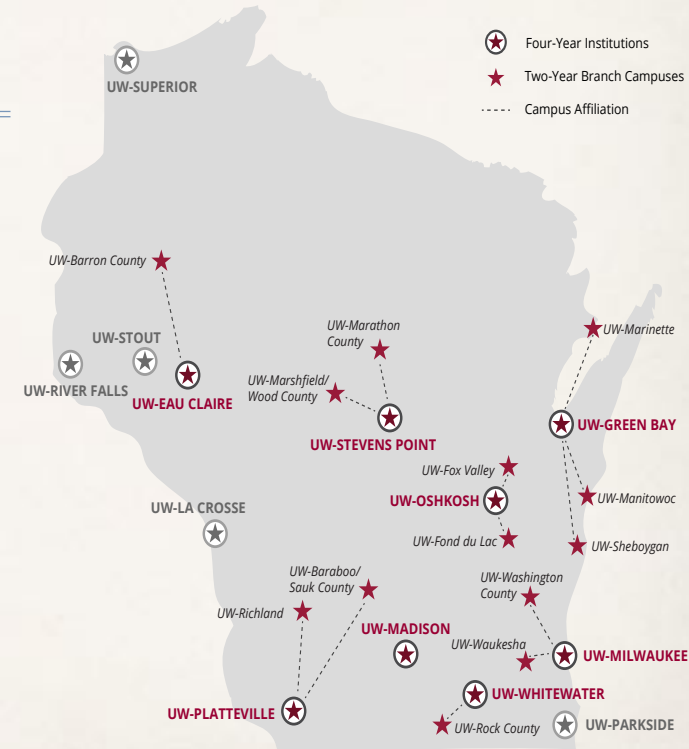 Four-Year Institutions
Two-Year Branch Campuses
Campus Affiliation
UW-SUPERIOR
UW-Barron County
UW-STOUT
UW-RIVER FALLS
UW-EAU CLAIRE
UW-Marathon
County
UW-Marshfield/
Wood County
UW-STEVENS POINT
UW-Marinette
UW-GREEN BAY
UW-Fox Valley
UW-OSHKOSH
UW-Fond du Lac
UW-Manitowoc
UW-Sheboygan
UW-LA CROSSE
UW-Baraboo/
Sauk County
UW-Richland
UW-MADISON
UW-Washington
County
UW-Waukesha
UW-MILWAUKEE
UW-PLATTEVILLE
UW-WHITEWATER
UW-Rock County
UW-PARKSIDE